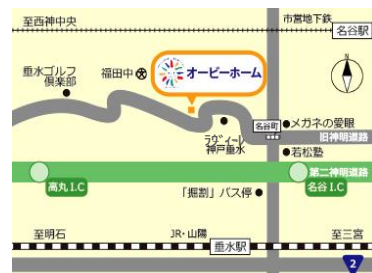 至西神中央
市営地下鉄
名谷駅
N
垂水ゴルフ
倶楽部
福田中
オービーホーム
ラヴィーレ
神戸垂水
名谷町
メガネの愛眼
旧神明道路
若松塾
第二神明道路
高丸I.C
名谷I.C
「掘割」バス停
至明石
JR・山陽
垂水駅
至三宮
2